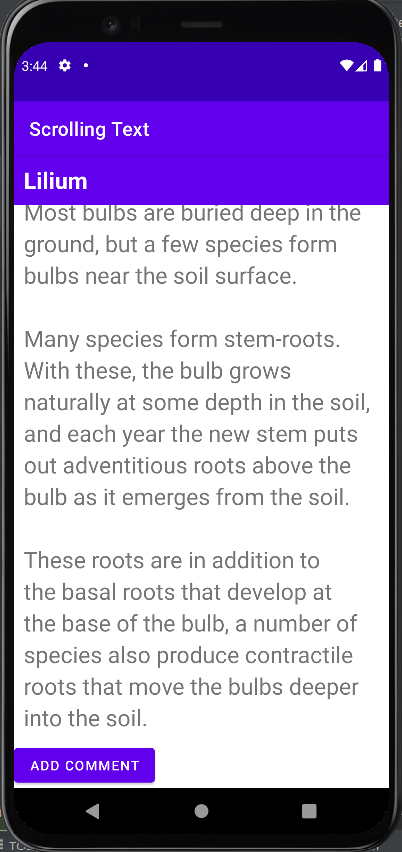 3:44
Scrolling Text
Lilium
Most bulbs are buried deep in the
ground, but a few species form
bulbs near the soil surface.
Many species form stem-roots.
With these, the bulb grows
naturally at some depth in the soil,
and each year the new stem puts
out adventitious roots above the
bulb as it emerges from the soil.
These roots are in addition to
the basal roots that develop at
the base of the bulb, a number of
species also produce contractile
roots that move the bulbs deeper
into the soil.
ADD COMMENT